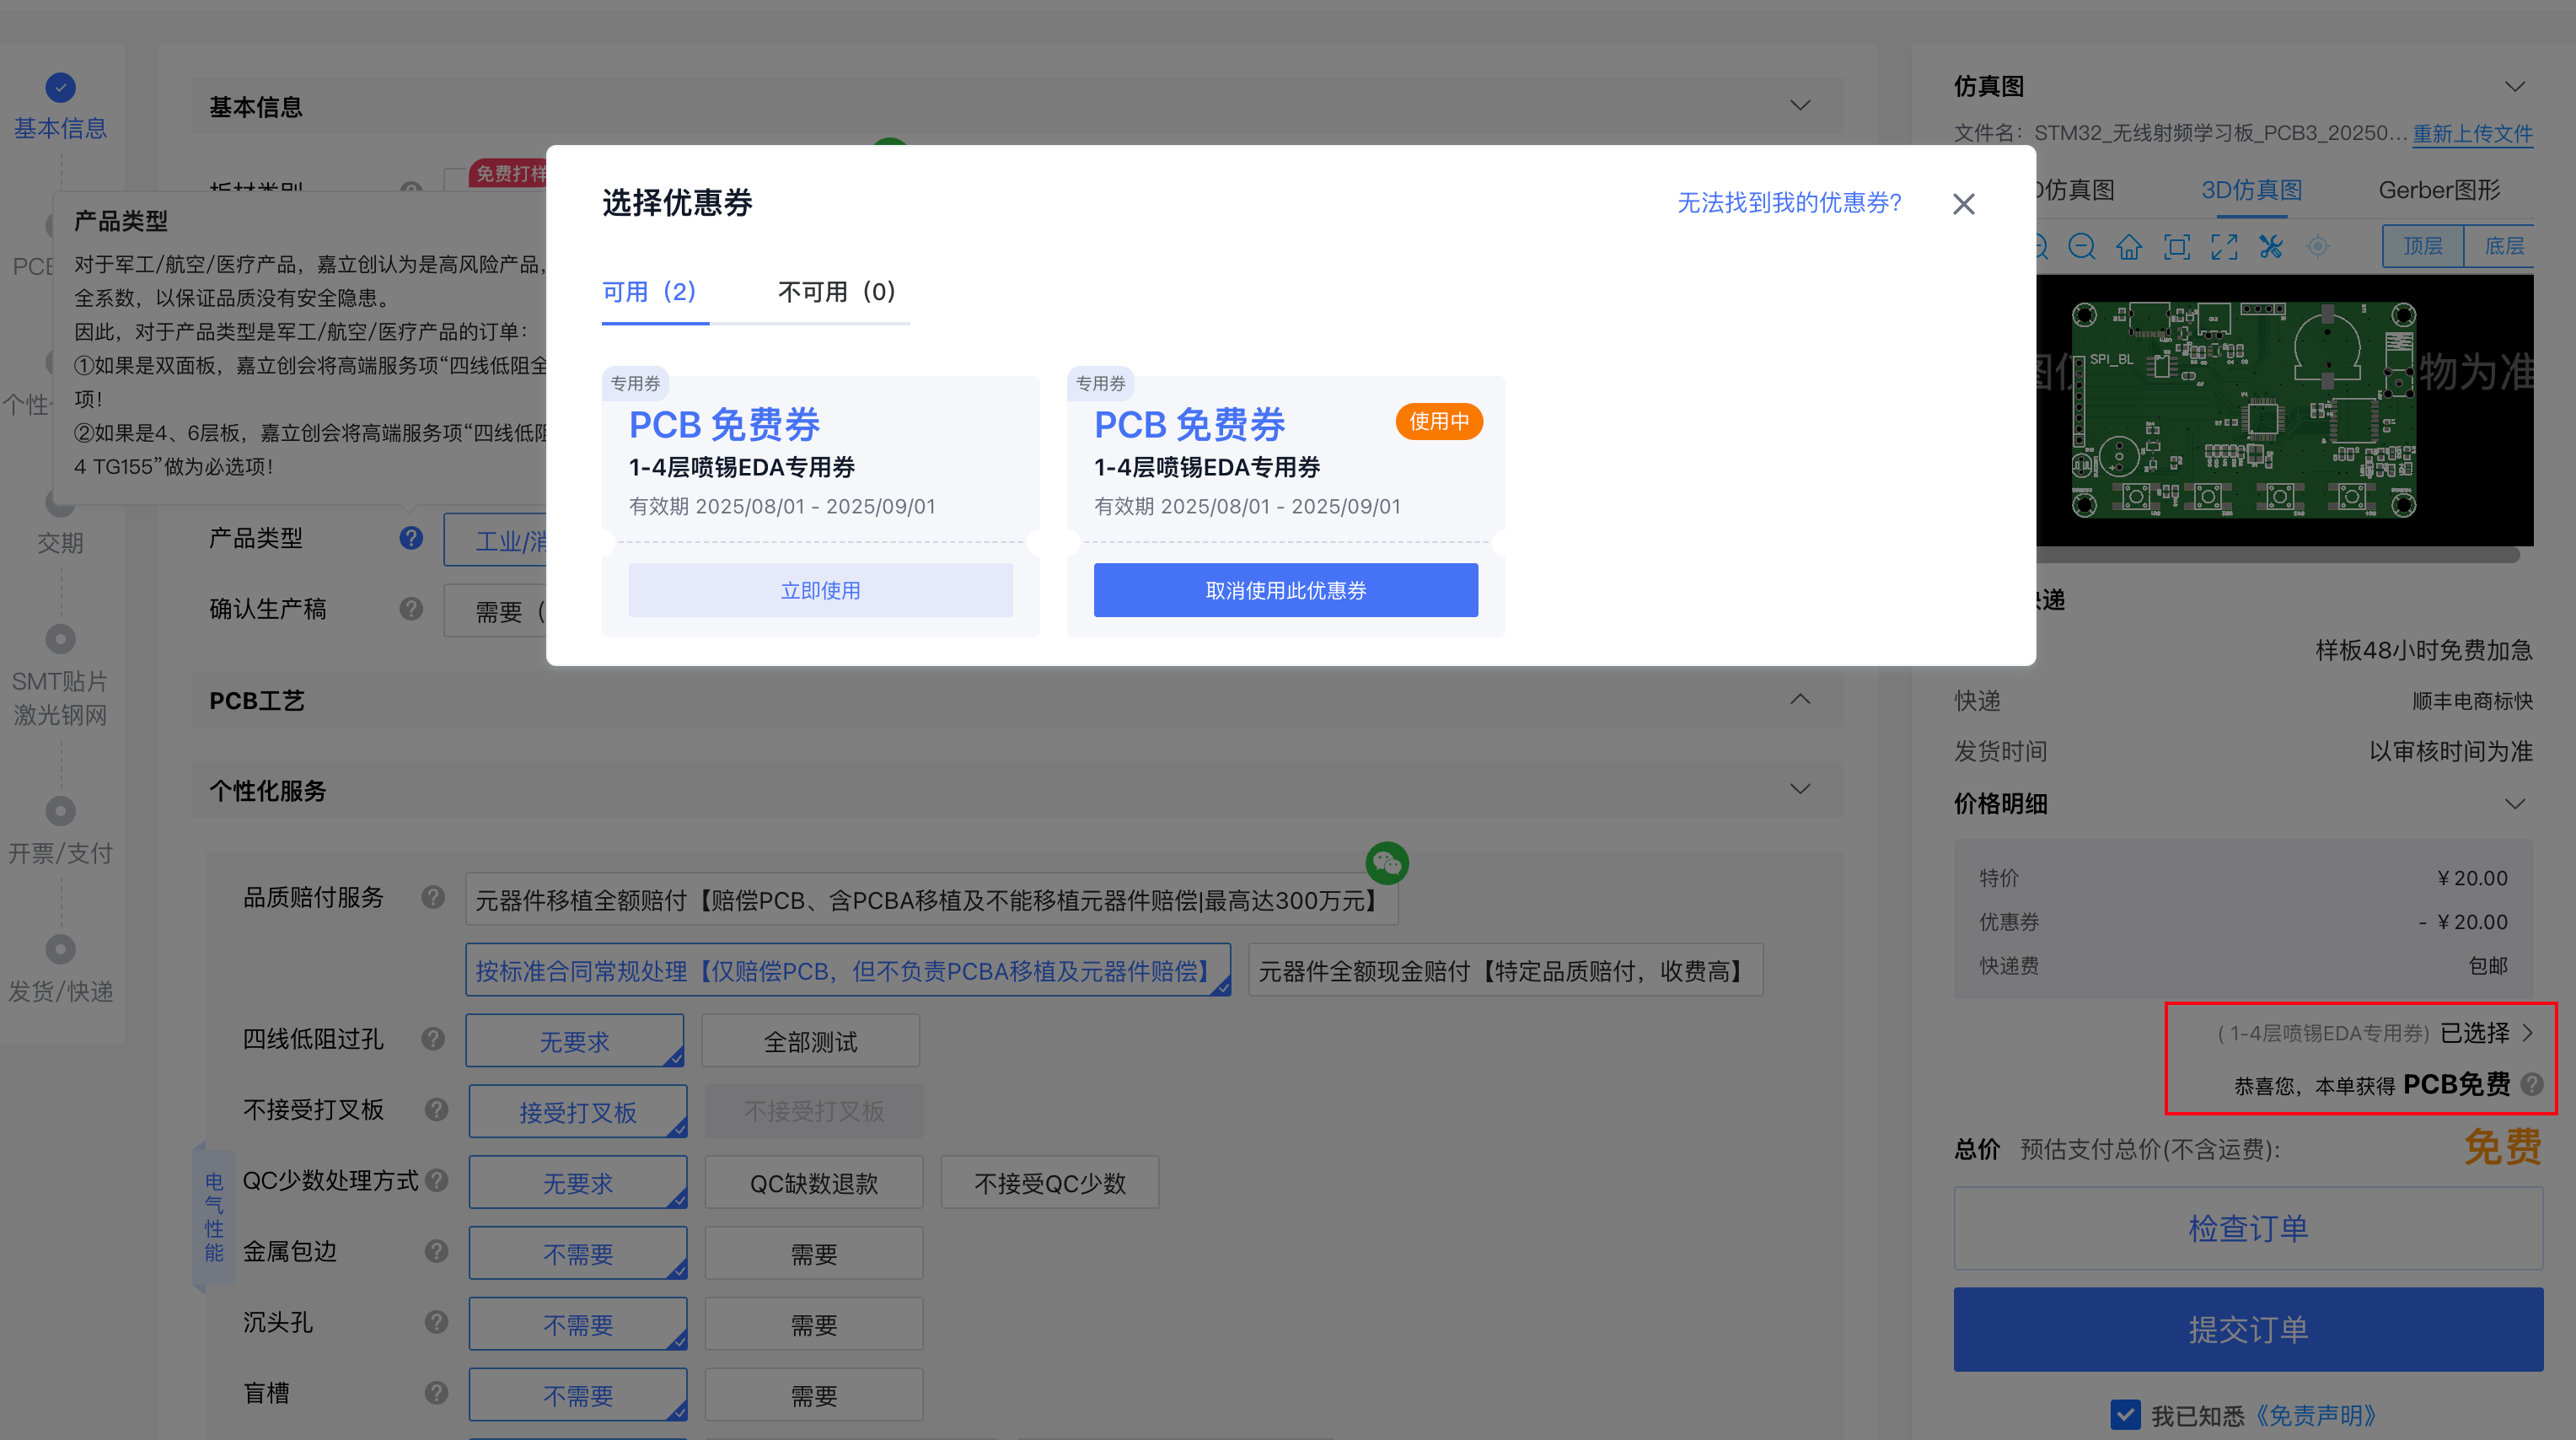 基本信息
PCB
个性
交期
SMT贴片
激光钢网
开票/支付
发货/快递
基本信息
免费打样
产品类型
对于军工/航空/医疗产品，嘉立创认为是高风险产品，
全系数，以保证品质没有安全隐患。
因此，对于产品类型是军工/航空/医疗产品的订单：
①如果是双面板，嘉立创会将高端服务项“四线低阻全
项！
②如果是4、6层板，嘉立创会将高端服务项“四线低阻
4 TG155”做为必选项！
产品类型
工业/消
确认生产稿
需要（
选择优惠券
无法找到我的优惠券?
可用（2）
不可用（0）
专用券
PCB 免费券
1-4层喷锡EDA专用券
有效期 2025/08/01 - 2025/09/01
立即使用
专用券
PCB 免费券
使用中
1-4层喷锡EDA专用券
有效期 2025/08/01 - 2025/09/01
取消使用此优惠券
PCB工艺
个性化服务
电气性能
品质赔付服务
元器件移植全额赔付【赔偿PCB、含PCBA移植及不能移植元器件赔偿|最高达300万元】
按标准合同常规处理【仅赔偿PCB，但不负责PCBA移植及元器件赔偿】
元器件全额现金赔付【特定品质赔付，收费高】
四线低阻过孔
无要求
全部测试
不接受打叉板
接受打叉板
不接受打叉板
QC少数处理方式
无要求
QC缺数退款
不接受QC少数
金属包边
不需要
需要
沉头孔
不需要
需要
盲槽
不需要
需要
仿真图
文件名：STM32_无线射频学习板_PCB3_20250...
重新上传文件
D仿真图
3D仿真图
Gerber图形
顶层
底层
SPI_BL
物为准
递
样板48小时免费加急
快递
顺丰电商标快
发货时间
以审核时间为准
价格明细
特价
￥20.00
优惠券
- ￥20.00
快递费
包邮
( 1-4层喷锡EDA专用券) 已选择
恭喜您，本单获得 PCB免费
总价 预估支付总价(不含运费):
免费
检查订单
提交订单
我已知悉《免责声明》